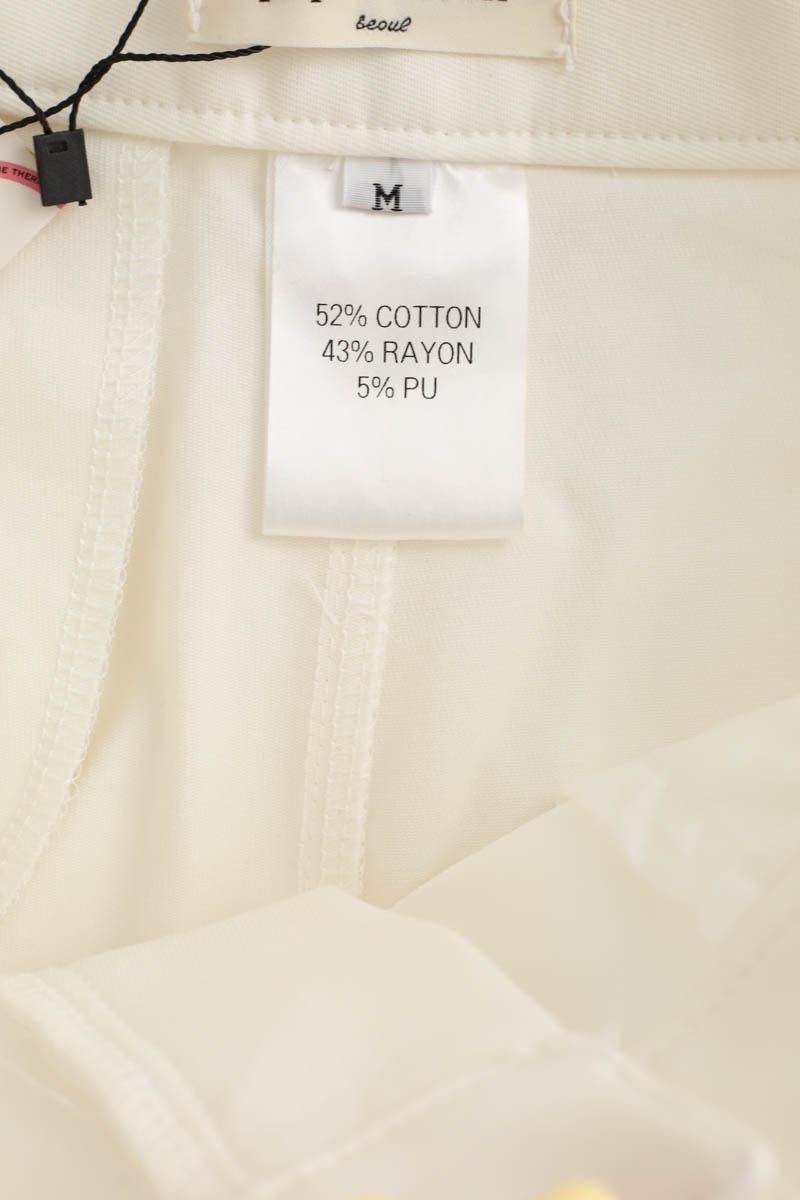 seoul
M
52% COTTON
43% RAYON
5% PU